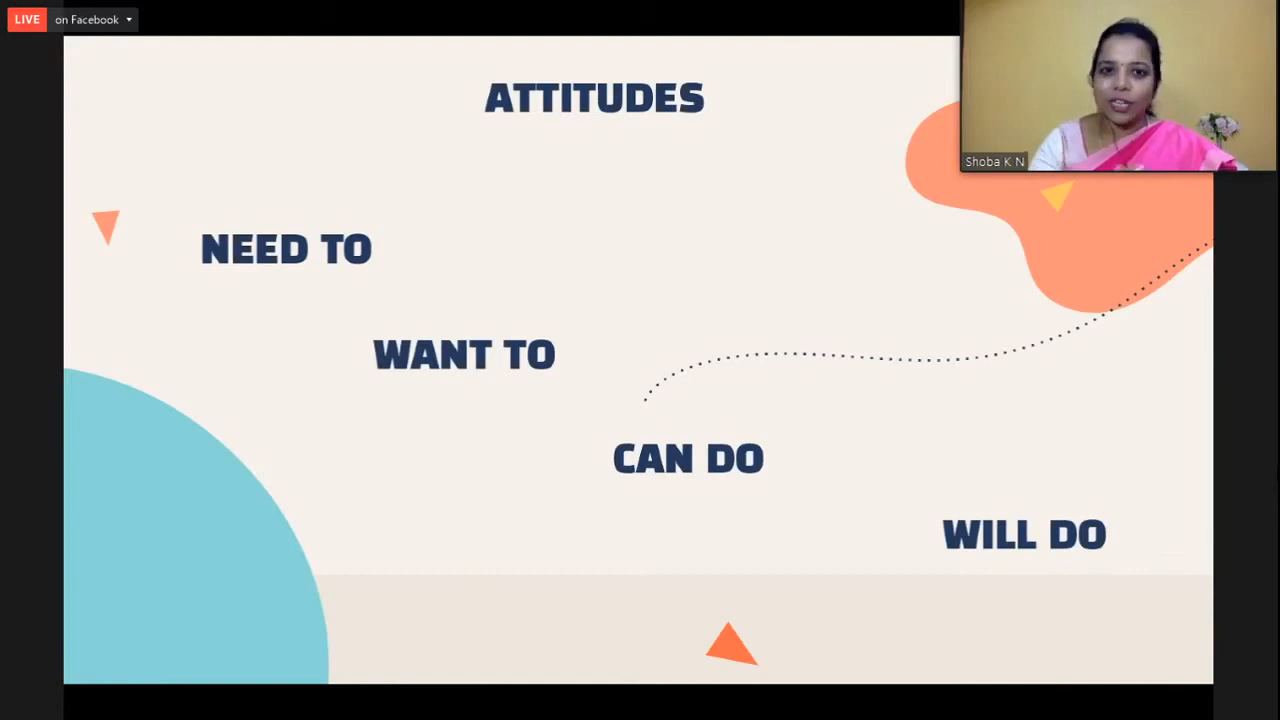 LIVE on Facebook
ATTITUDES
Shoba K N
NEED TO
WANT TO
CAN DO
WILL DO